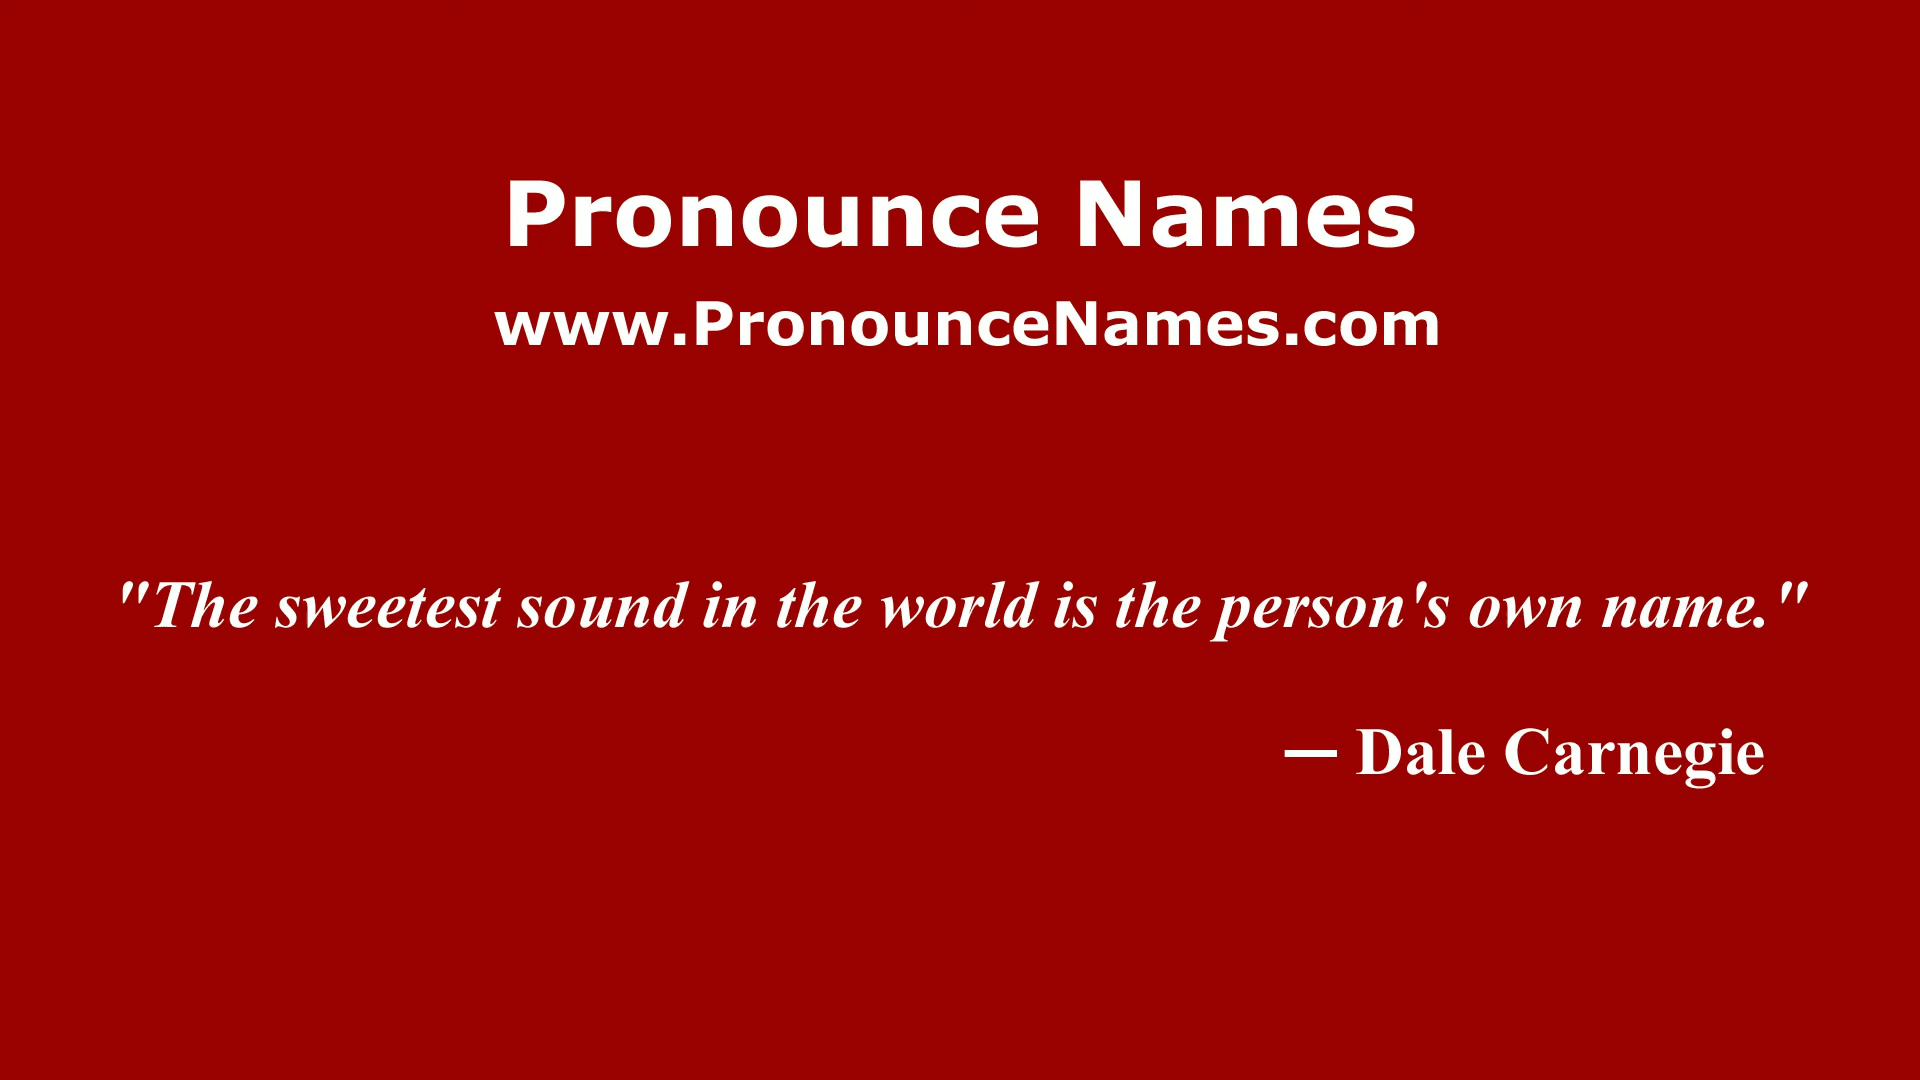 Pronounce Names
www.PronounceNames.com
"The sweetest sound in the world is the person's own name."
— Dale Carnegie